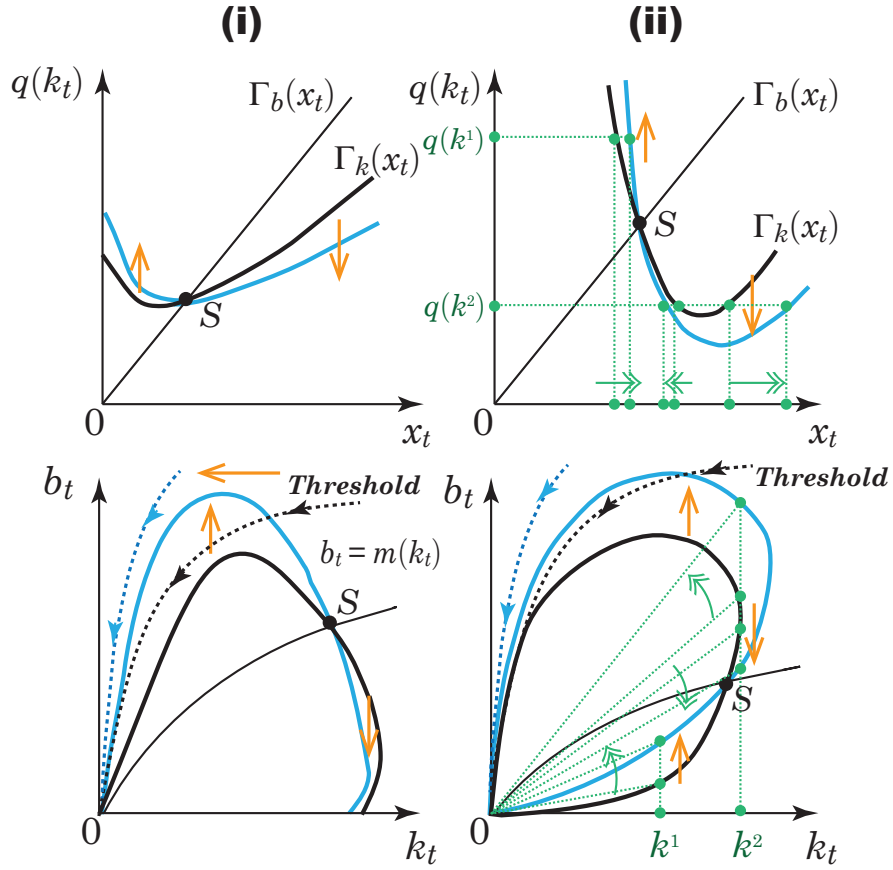 (i)
(ii)
q(k_t)
Γ_b(x_t)
Γ_k(x_t)
S
0
x_t
q(k_t)
Γ_b(x_t)
q(k¹)
S
Γ_k(x_t)
q(k²)
0
x_t
b_t
Threshold
b_t = m(k_t)
S
0
k_t
b_t
Threshold
S
0
k¹
k²
k_t